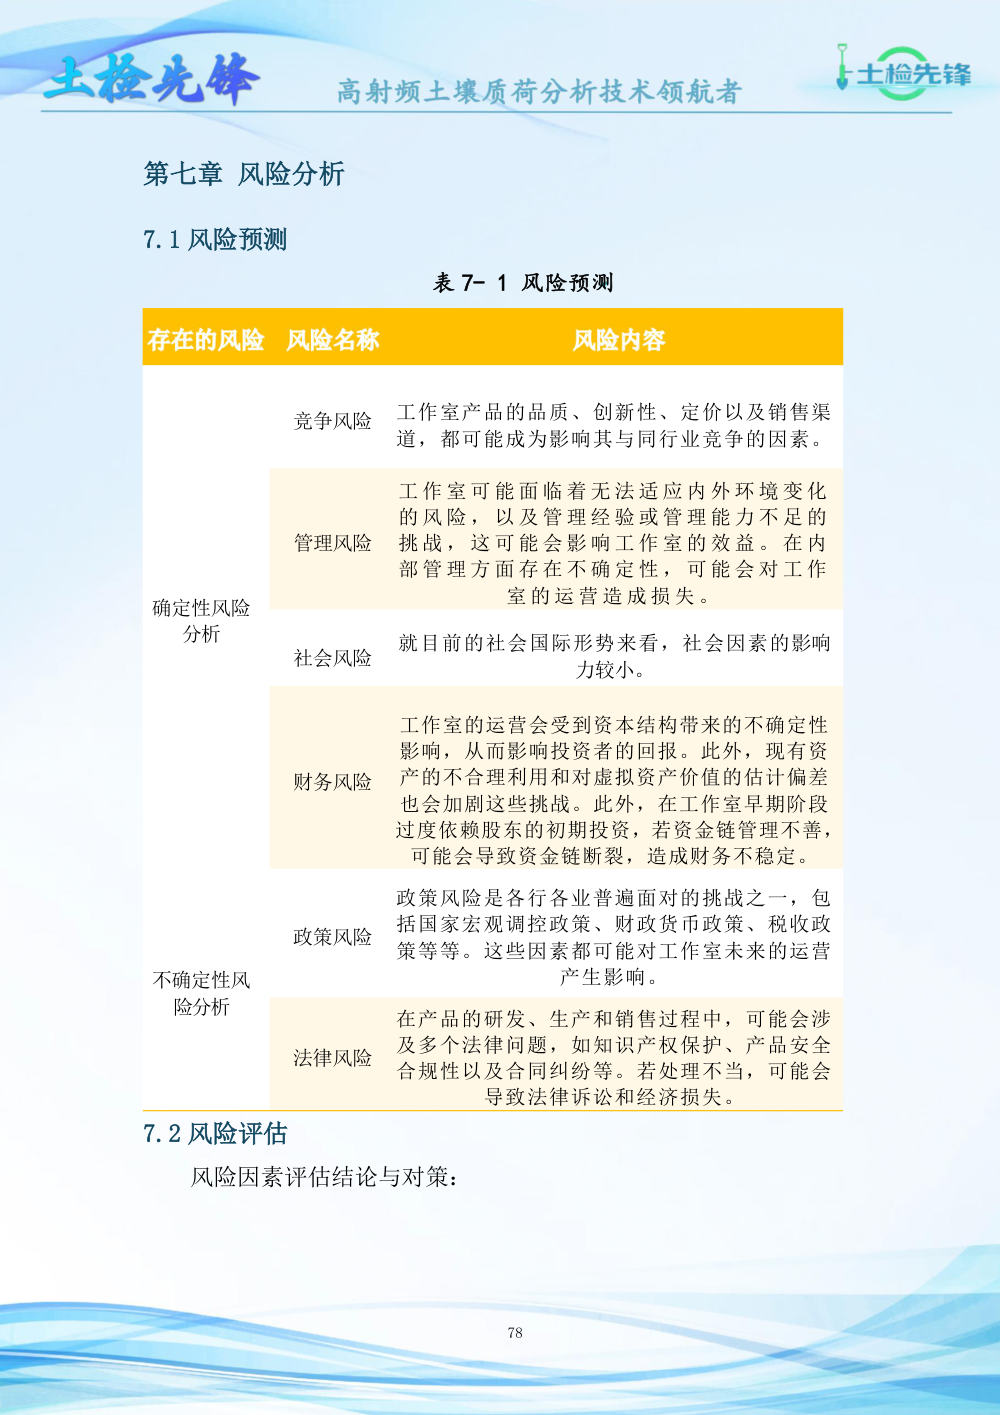 土检先锋
高射频土壤质荷分析技术领航者
土检先锋
第七章 风险分析
7.1 风险预测
表 7- 1 风险预测
存在的风险 风险名称 风险内容
确定性风险
分析
竞争风险
工作室产品的品质、创新性、定价以及销售渠
道，都可能成为影响其与同行业竞争的因素。
管理风险
工作室可能面临着无法适应内外环境变化
的风险，以及管理经验或管理能力不足的
挑战，这可能会影响工作室的效益。在内
部管理方面存在不确定性，可能会对工作
室的运营造成损失。
社会风险
就目前的社会国际形势来看，社会因素的影响
力较小。
财务风险
工作室的运营会受到资本结构带来的不确定性
影响，从而影响投资者的回报。此外，现有资
产的不合理利用和对虚拟资产价值的估计偏差
也会加剧这些挑战。此外，在工作室早期阶段
过度依赖股东的初期投资，若资金链管理不善，
可能会导致资金链断裂，造成财务不稳定。
不确定性风
险分析
政策风险
政策风险是各行各业普遍面对的挑战之一，包
括国家宏观调控政策、财政货币政策、税收政
策等等。这些因素都可能对工作室未来的运营
产生影响。
法律风险
在产品的研发、生产和销售过程中，可能会涉
及多个法律问题，如知识产权保护、产品安全
合规性以及合同纠纷等。若处理不当，可能会
导致法律诉讼和经济损失。
7.2 风险评估
风险因素评估结论与对策：
78